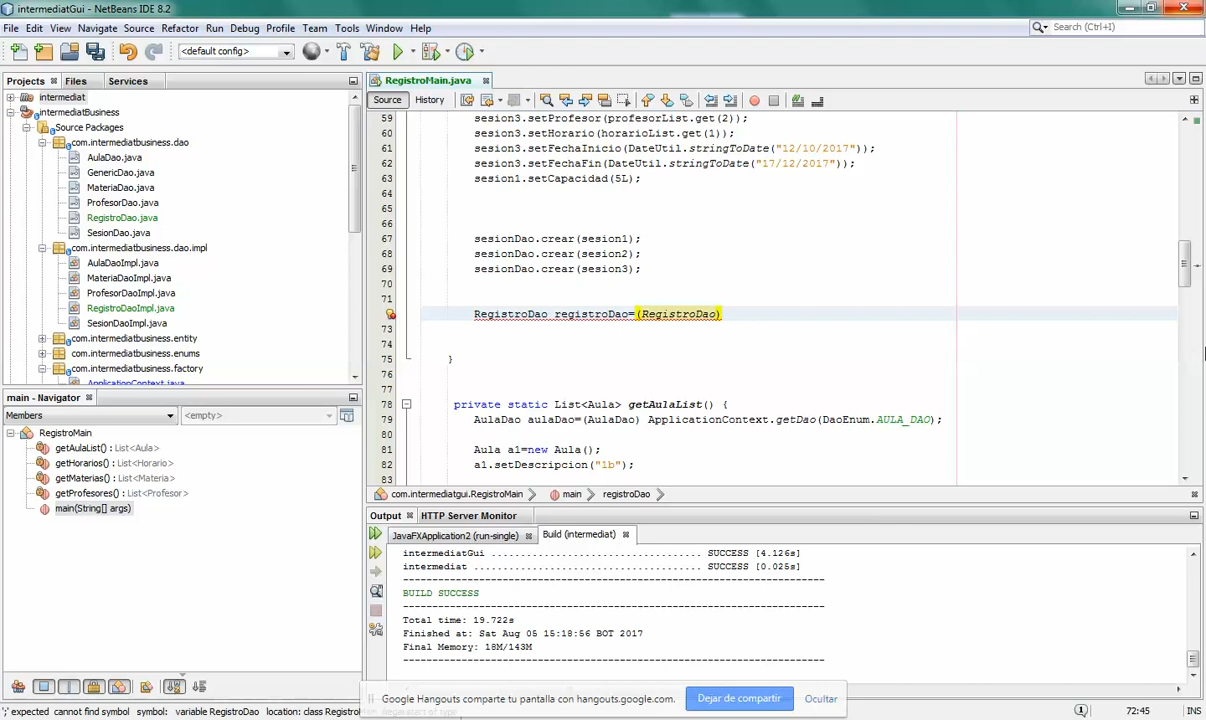 intermediatGui - NetBeans IDE 8.2
File Edit View Navigate Source Refactor Run Debug Profile Team Tools Window Help
Search (Ctrl+I)
<default config>
Projects Files Services
RegistroMain.java
Source History
intermediat
intermediatBusiness
Source Packages
com.intermediatbusiness.dao
AulaDao.java
GenericDao.java
MateriaDao.java
ProfesorDao.java
RegistroDao.java
SesionDao.java
com.intermediatbusiness.dao.impl
AulaDaoImpl.java
MateriaDaoImpl.java
ProfesorDaoImpl.java
RegistroDaoImpl.java
SesionDaoImpl.java
com.intermediatbusiness.entity
com.intermediatbusiness.enums
com.intermediatbusiness.factory
ApplicationContext.java
59 sesion3.setProfesor(profesorList.get(2));
60 sesion3.setHorario(horarioList.get(1));
61 sesion3.setFechaInicio(DateUtil.stringToDate("12/10/2017"));
62 sesion3.setFechaFin(DateUtil.stringToDate("17/12/2017"));
63 sesion1.setCapacidad(5L);
64
65
66
67 sesionDao.crear(sesion1);
68 sesionDao.crear(sesion2);
69 sesionDao.crear(sesion3);
70
71
RegistroDao registroDao=(RegistroDao)
73
74
75 }
76
77
78 private static List<Aula> getAulaList() {
79 AulaDao aulaDao=(AulaDao) ApplicationContext.getDao(DaoEnum.AULA_DAO);
80
81 Aula a1=new Aula();
82 a1.setDescripcion("1b");
83
com.intermediatgui.RegistroMain main registroDao
main - Navigator
Members <empty>
RegistroMain
getAulaList() : List<Aula>
getHorarios() : List<Horario>
getMaterias() : List<Materia>
getProfesores() : List<Profesor>
main(String[] args)
Output HTTP Server Monitor
JavaFXApplication2 (run-single) Build (intermediat)
intermediatGui .................................... SUCCESS [4.126s]
intermediat ....................................... SUCCESS [0.025s]
------------------------------------------------------------------------
BUILD SUCCESS
------------------------------------------------------------------------
Total time: 19.722s
Finished at: Sat Aug 05 15:18:56 BOT 2017
Final Memory: 18M/143M
------------------------------------------------------------------------
Google Hangouts comparte tu pantalla con hangouts.google.com. Dejar de compartir Ocultar
';' expected cannot find symbol symbol: variable RegistroDao location: class Registro
72:45 INS